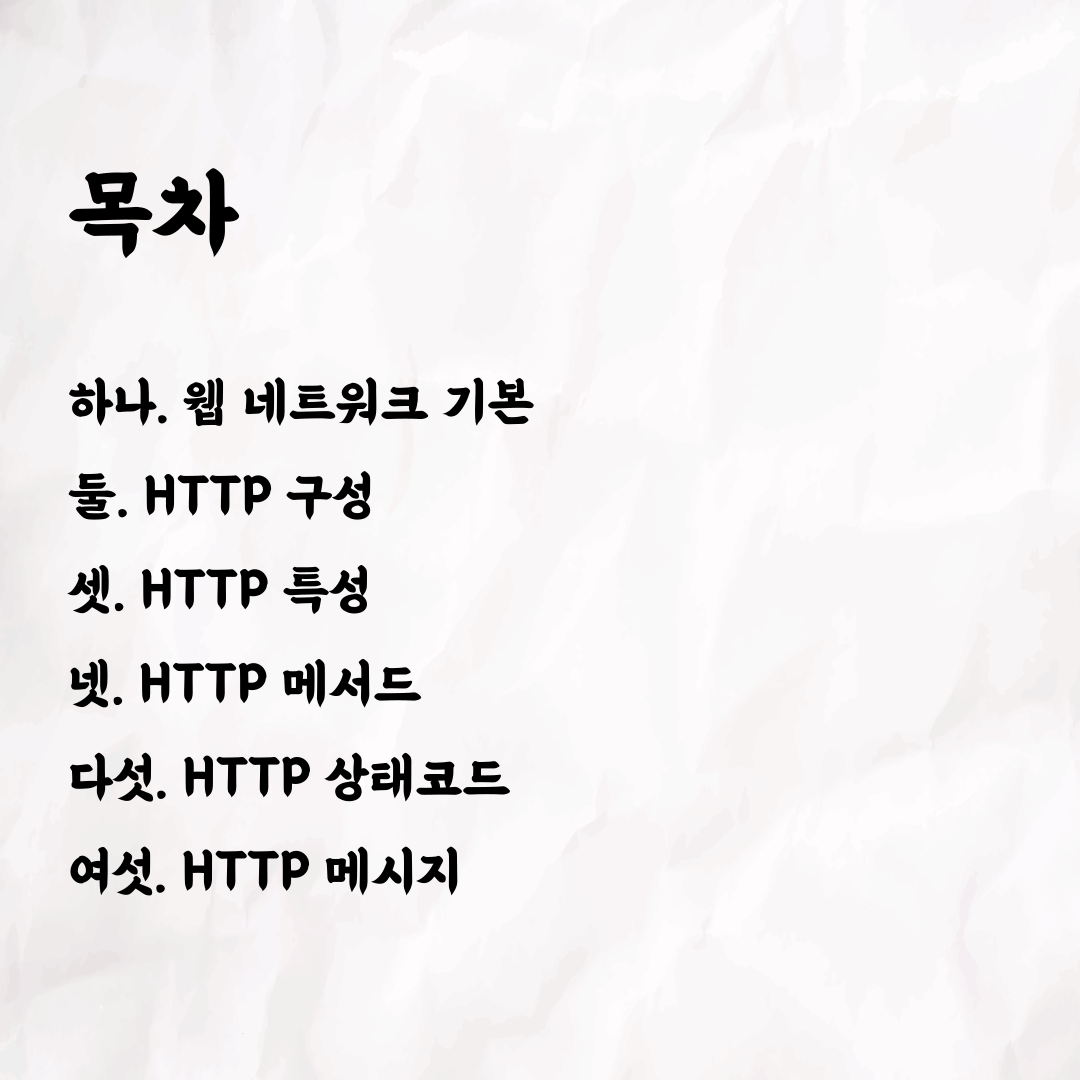 목차
하나. 웹 네트워크 기본
둘. HTTP 구성
셋. HTTP 특성
넷. HTTP 메서드
다섯. HTTP 상태코드
여섯. HTTP 메시지